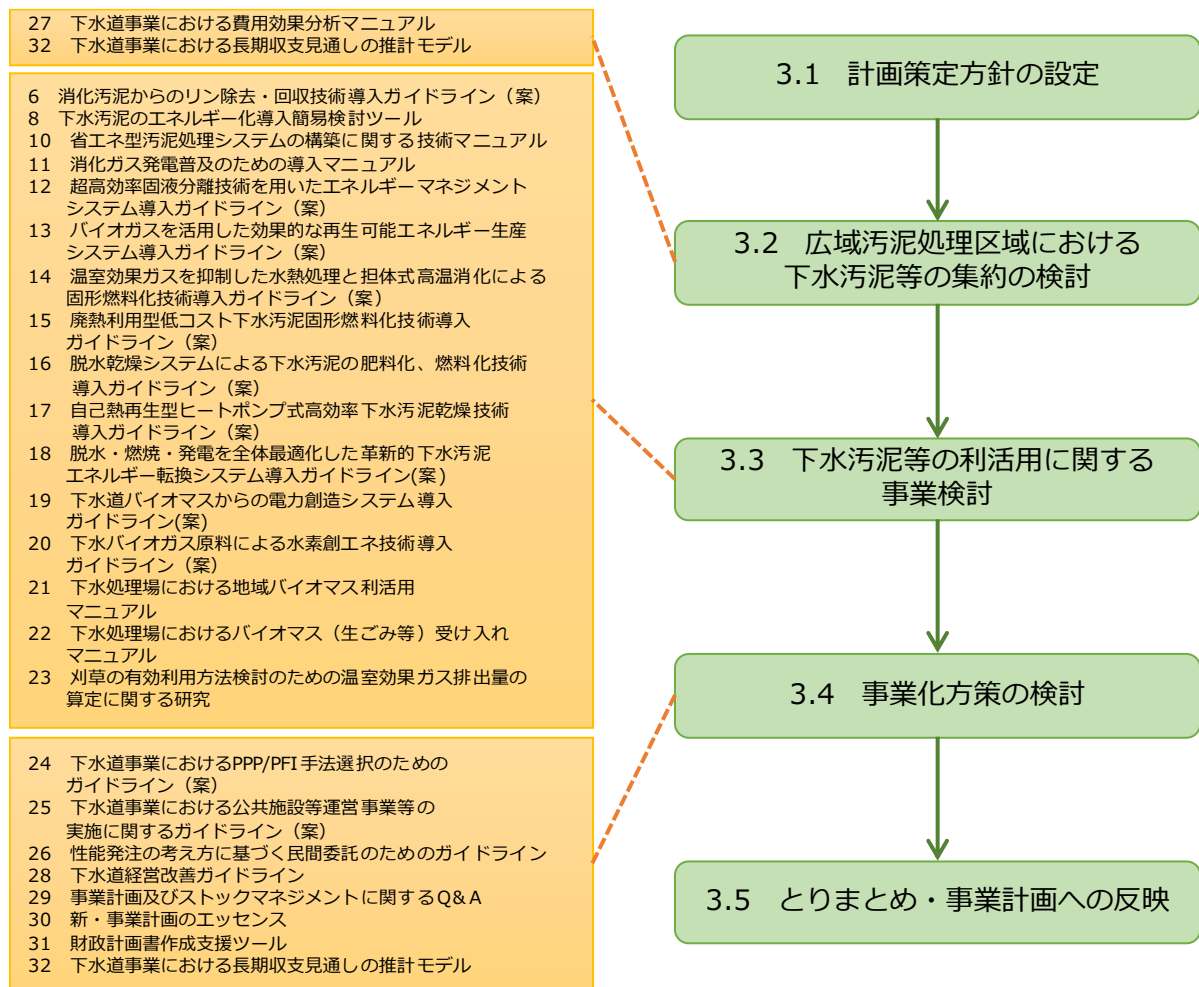 27 下水道事業における費用効果分析マニュアル
32 下水道事業における長期収支見通しの推計モデル
6 消化汚泥からのリン除去・回収技術導入ガイドライン（案）
8 下水汚泥のエネルギー化導入簡易検討ツール
10 省エネ型汚泥処理システムの構築に関する技術マニュアル
11 消化ガス発電普及のための導入マニュアル
12 超高効率固液分離技術を用いたエネルギーマネジメント
システム導入ガイドライン（案）
13 バイオガスを活用した効果的な再生可能エネルギー生産
システム導入ガイドライン（案）
14 温室効果ガスを抑制した水熱処理と担体式高温消化による
固形燃料化技術導入ガイドライン（案）
15 廃熱利用型低コスト下水汚泥固形燃料化技術導入
ガイドライン（案）
16 脱水乾燥システムによる下水汚泥の肥料化、燃料化技術
導入ガイドライン（案）
17 自己熱再生型ヒートポンプ式高効率下水汚泥乾燥技術
導入ガイドライン（案）
18 脱水・燃焼・発電を全体最適化した革新的下水汚泥
エネルギー転換システム導入ガイドライン(案)
19 下水道バイオマスからの電力創造システム導入
ガイドライン(案)
20 下水バイオガス原料による水素創エネ技術導入
ガイドライン（案）
21 下水処理場における地域バイオマス利活用
マニュアル
22 下水処理場におけるバイオマス（生ごみ等）受け入れ
マニュアル
23 刈草の有効利用方法検討のための温室効果ガス排出量の
算定に関する研究
24 下水道事業におけるPPP/PFI手法選択のための
ガイドライン（案）
25 下水道事業における公共施設等運営事業等の
実施に関するガイドライン（案）
26 性能発注の考え方に基づく民間委託のためのガイドライン
28 下水道経営改善ガイドライン
29 事業計画及びストックマネジメントに関するQ&A
30 新・事業計画のエッセンス
31 財政計画書作成支援ツール
32 下水道事業における長期収支見通しの推計モデル
3.1 計画策定方針の設定
3.2 広域汚泥処理区域における
下水汚泥等の集約の検討
3.3 下水汚泥等の利活用に関する
事業検討
3.4 事業化方策の検討
3.5 とりまとめ・事業計画への反映